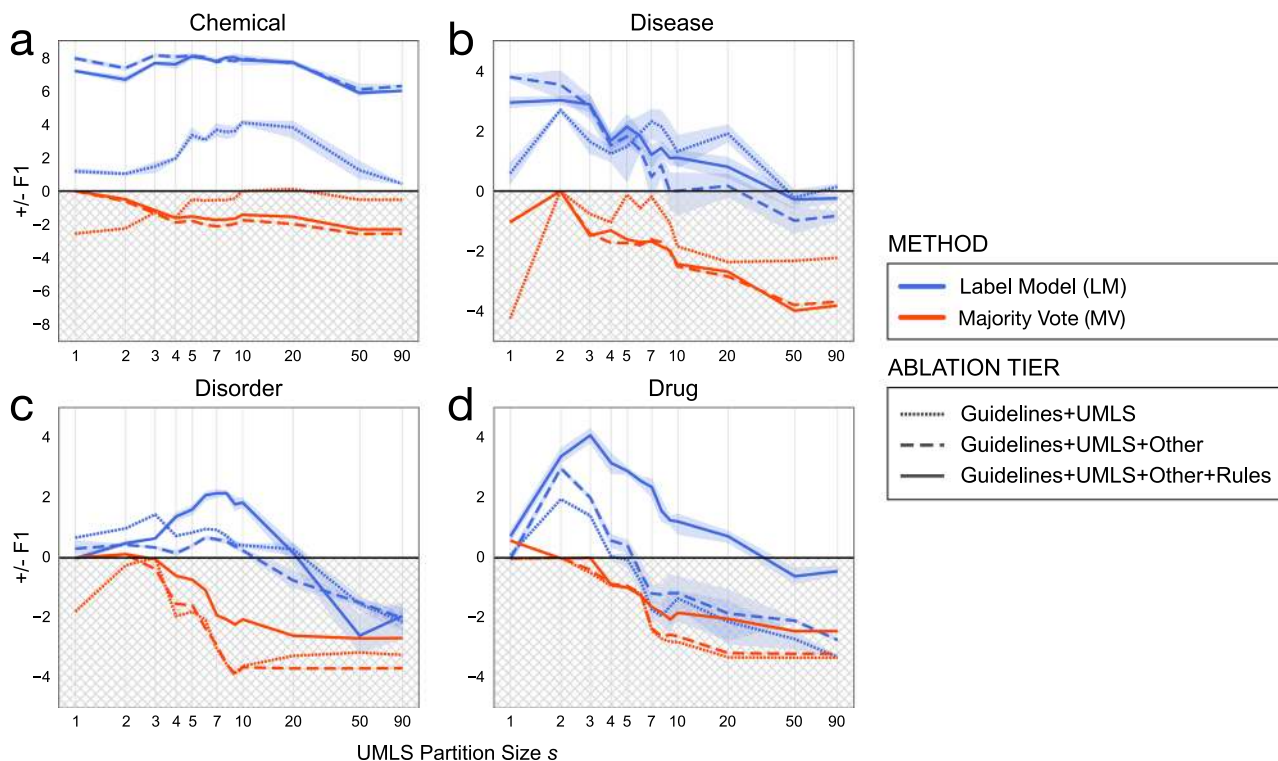 a
Chemical
+/- F1
8
6
4
2
0
−2
−4
−6
−8
1 2 3 4 5 7 10 20 50 90
b
Disease
4
2
0
−2
−4
1 2 3 4 5 7 10 20 50 90
c
Disorder
+/- F1
4
2
0
−2
−4
1 2 3 4 5 7 10 20 50 90
d
Drug
4
2
0
−2
−4
1 2 3 4 5 7 10 20 50 90
UMLS Partition Size s
METHOD
Label Model (LM)
Majority Vote (MV)
ABLATION TIER
Guidelines+UMLS
Guidelines+UMLS+Other
Guidelines+UMLS+Other+Rules